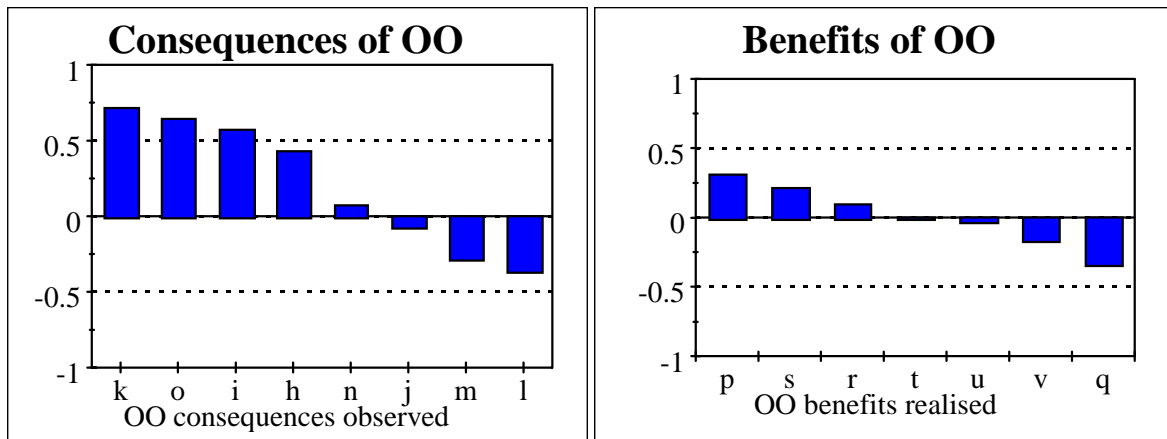 Consequences of OO
1
0.5
0
-0.5
-1
k o i h n j m l
OO consequences observed
Benefits of OO
1
0.5
0
-0.5
-1
p s r t u v q
OO benefits realised